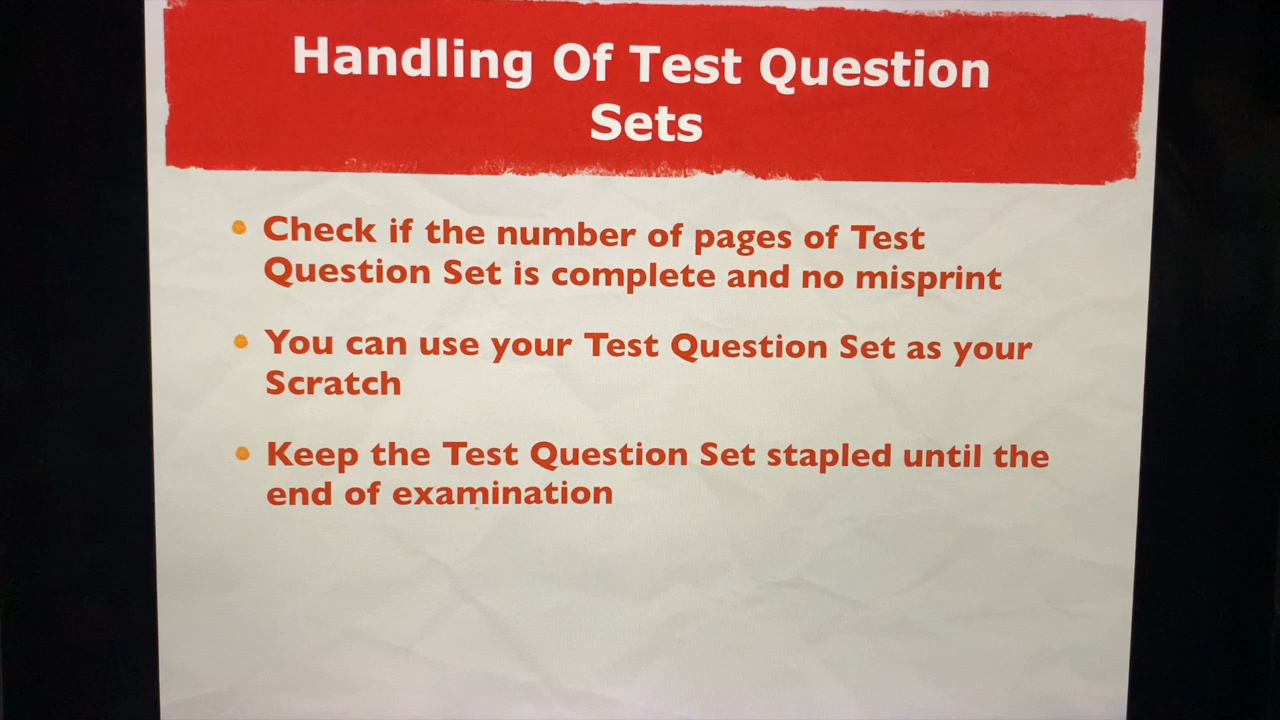 Handling Of Test Question
Sets
Check if the number of pages of Test
Question Set is complete and no misprint
You can use your Test Question Set as your
Scratch
Keep the Test Question Set stapled until the
end of examination